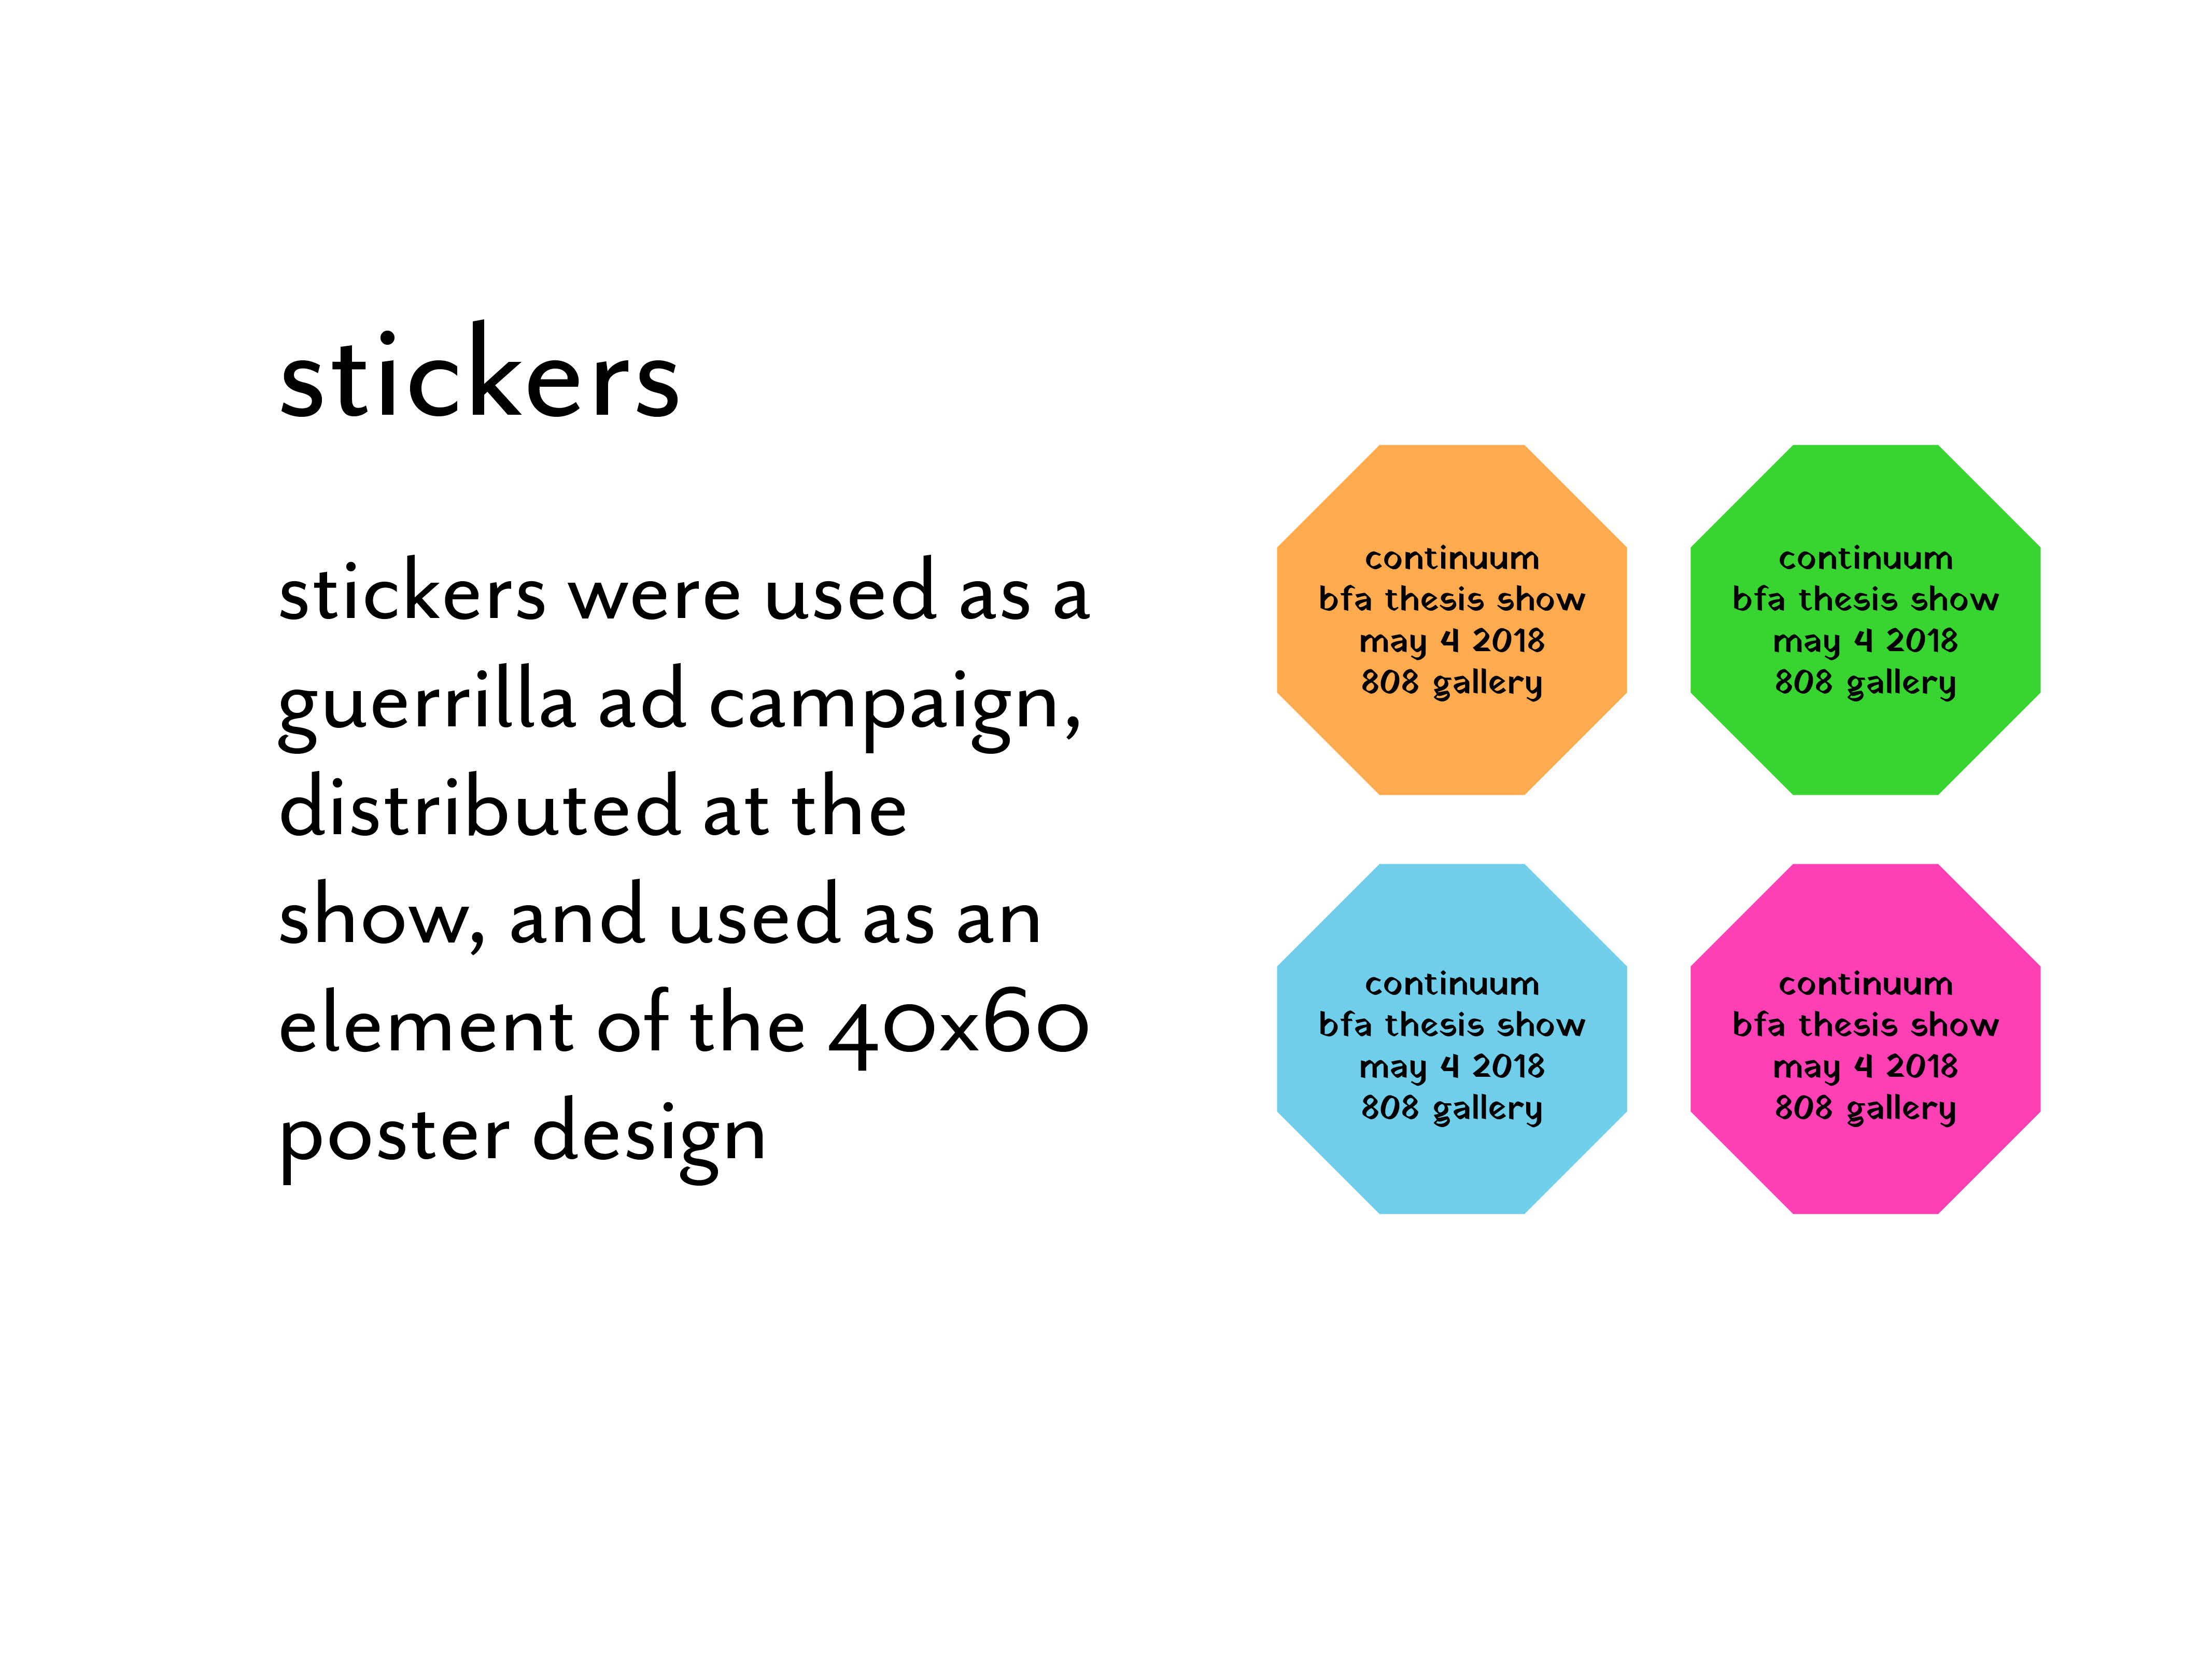 stickers
stickers were used as a
guerrilla ad campaign,
distributed at the
show, and used as an
element of the 40x60
poster design
continuum
bfa thesis show
may 4 2018
808 gallery
continuum
bfa thesis show
may 4 2018
808 gallery
continuum
bfa thesis show
may 4 2018
808 gallery
continuum
bfa thesis show
may 4 2018
808 gallery